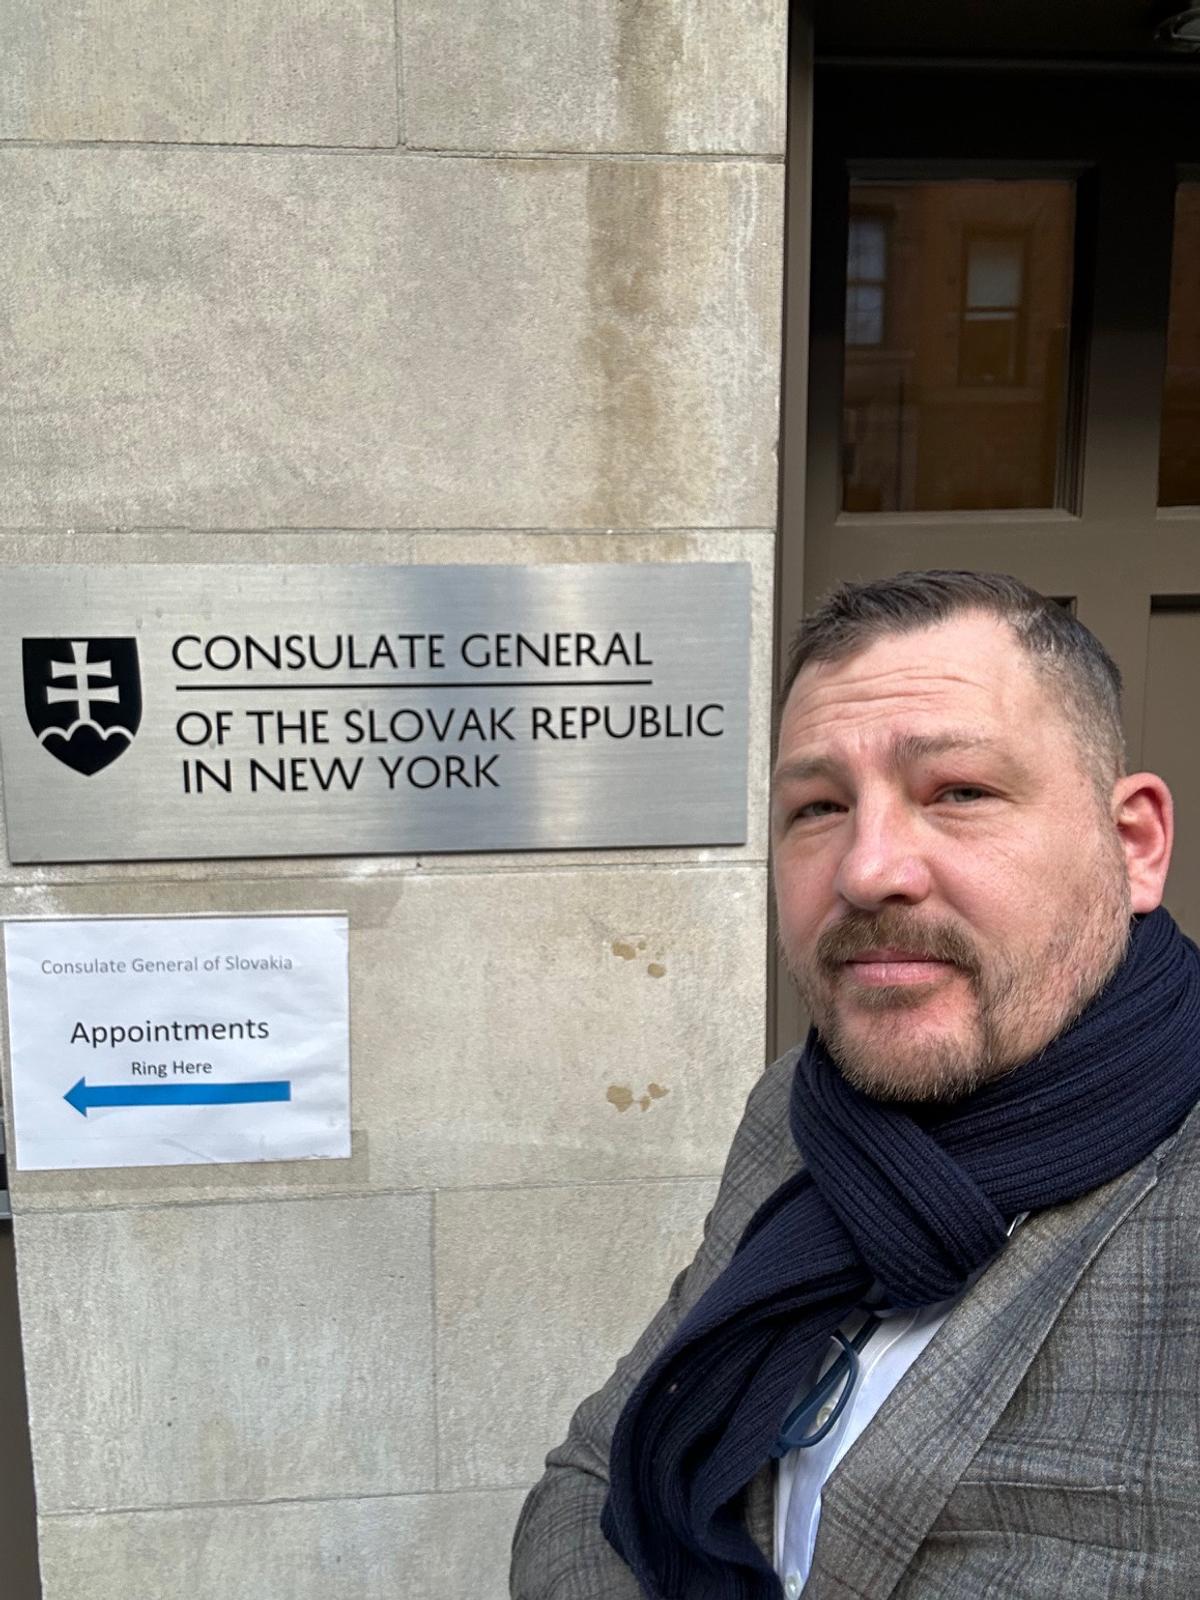 CONSULATE GENERAL
OF THE SLOVAK REPUBLIC
IN NEW YORK
Consulate General of Slovakia
Appointments
Ring Here